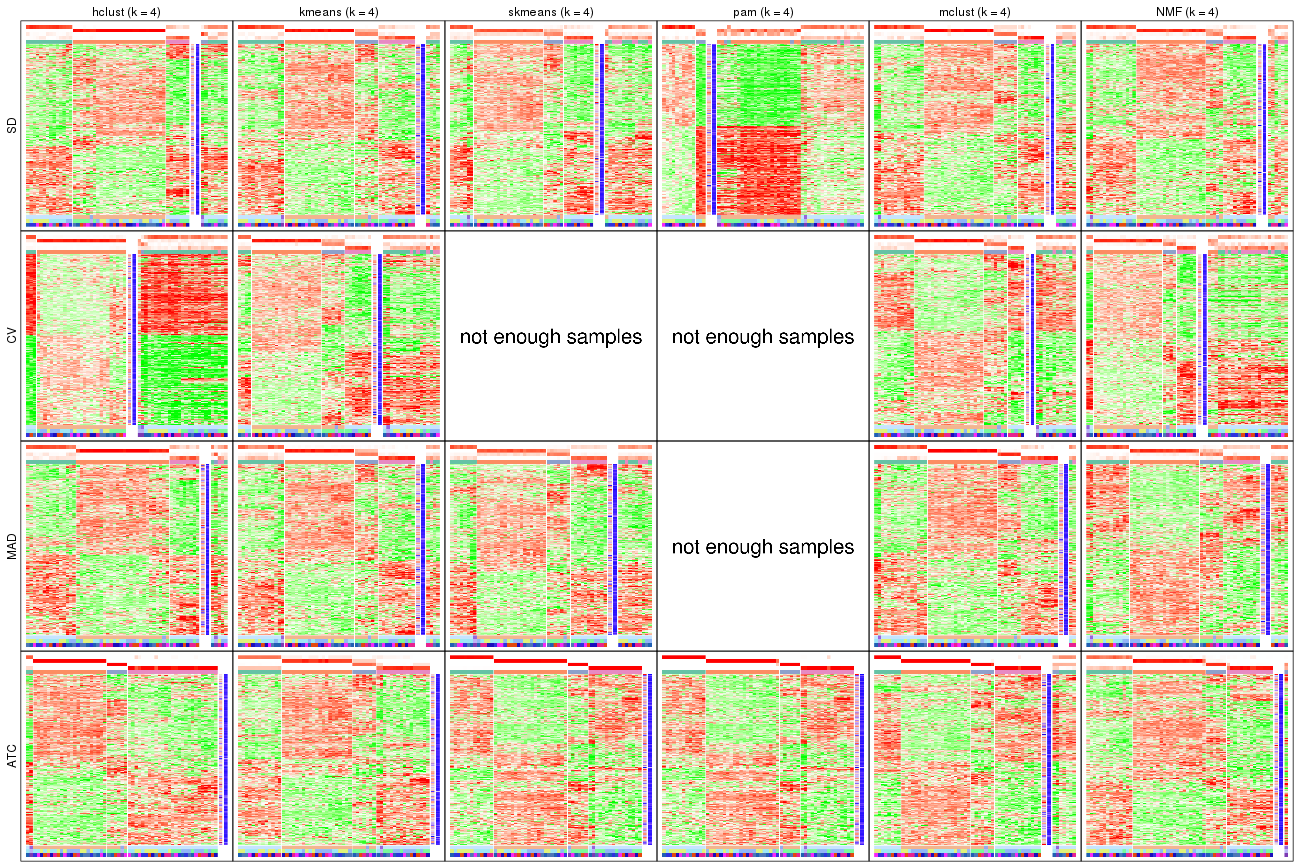 hclust (k = 4) kmeans (k = 4) skmeans (k = 4) pam (k = 4) mclust (k = 4) NMF (k = 4)
SD
CV
not enough samples not enough samples
MAD
not enough samples
ATC